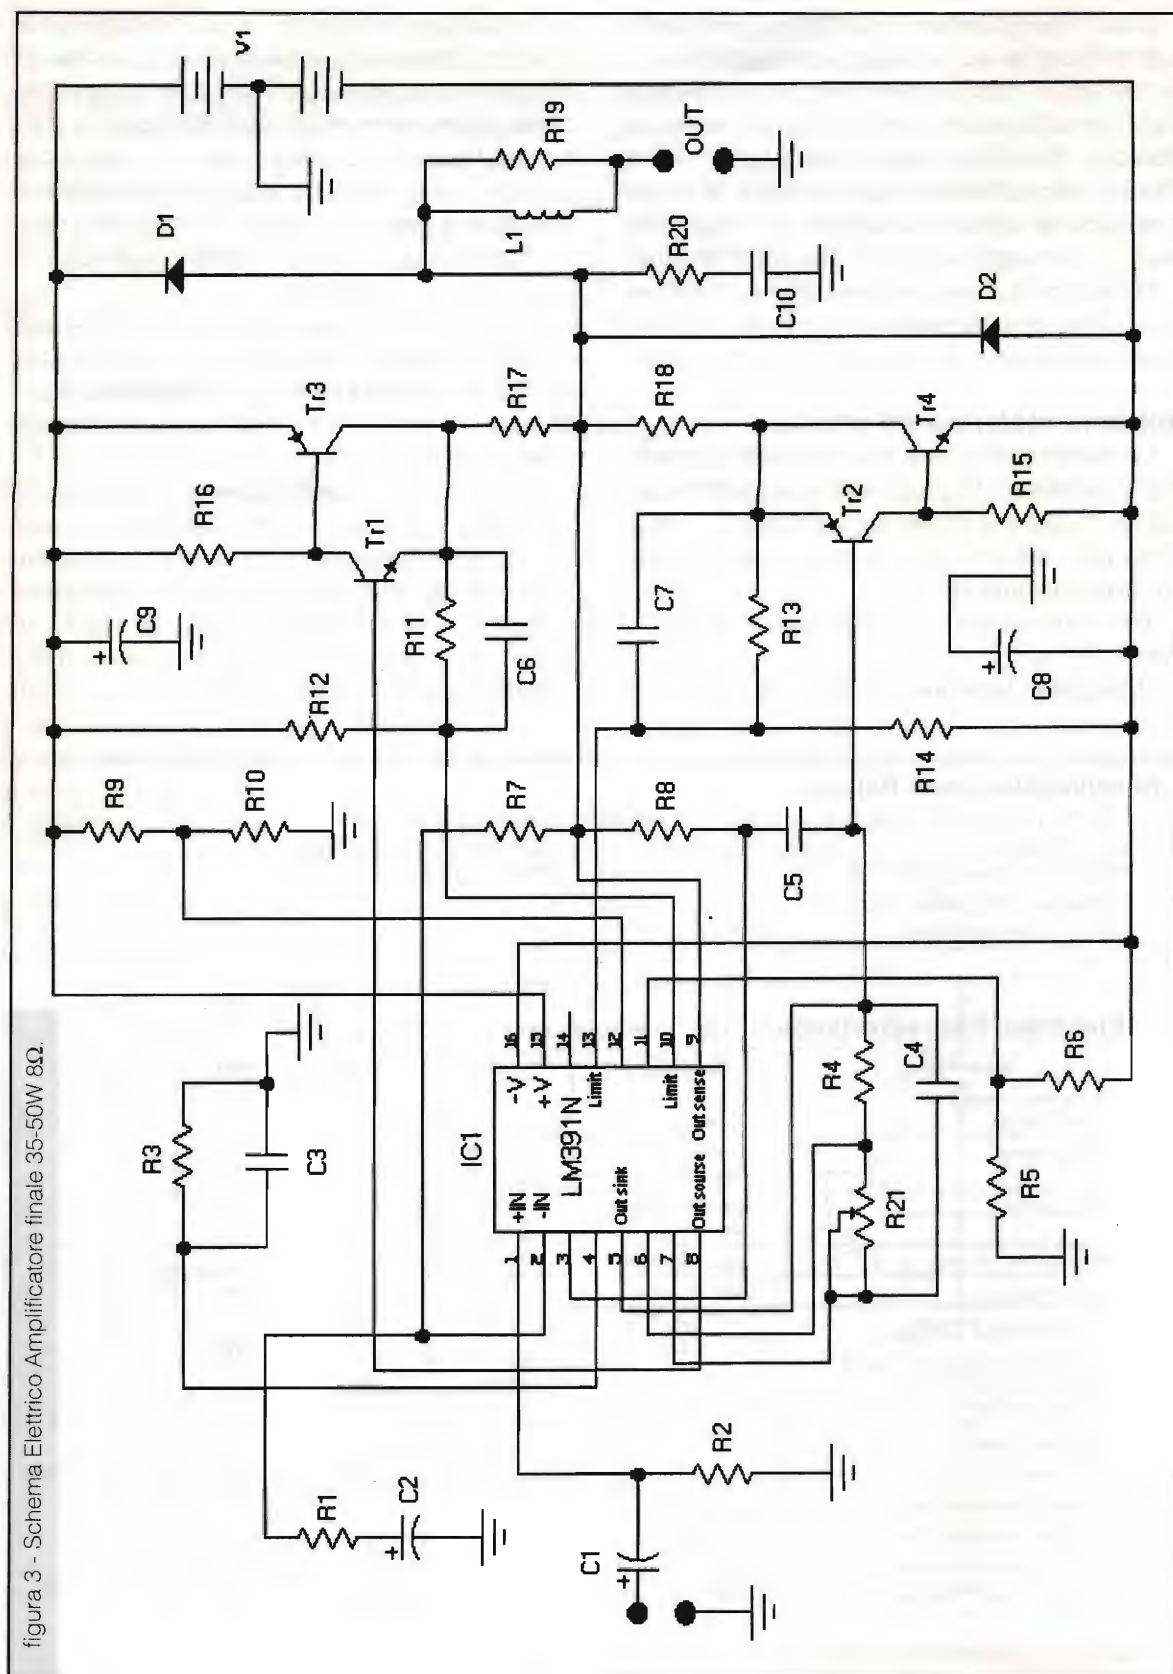 figura 3 - Schema Elettrico Amplificatore finale 35-50W 8Ω.
V1
D1
R19
OUT
L1
R20
C10
D2
Tr3
R17
R18
Tr4
R16
Tr1
C9
R11
C6
R12
C7
R13
Tr2
R15
C8
R14
R9
R10
R7
R8
C5
R3
C3
IC1
LM391N
+IN
-IN
-V
+V
Limit
Limit
Out sink
Out sourse
Out sense
1
2
3
4
5
6
7
8
16
15
14
13
12
11
10
9
R4
C4
R21
R5
R6
R1
C2
+
C1
+
R2
+
+